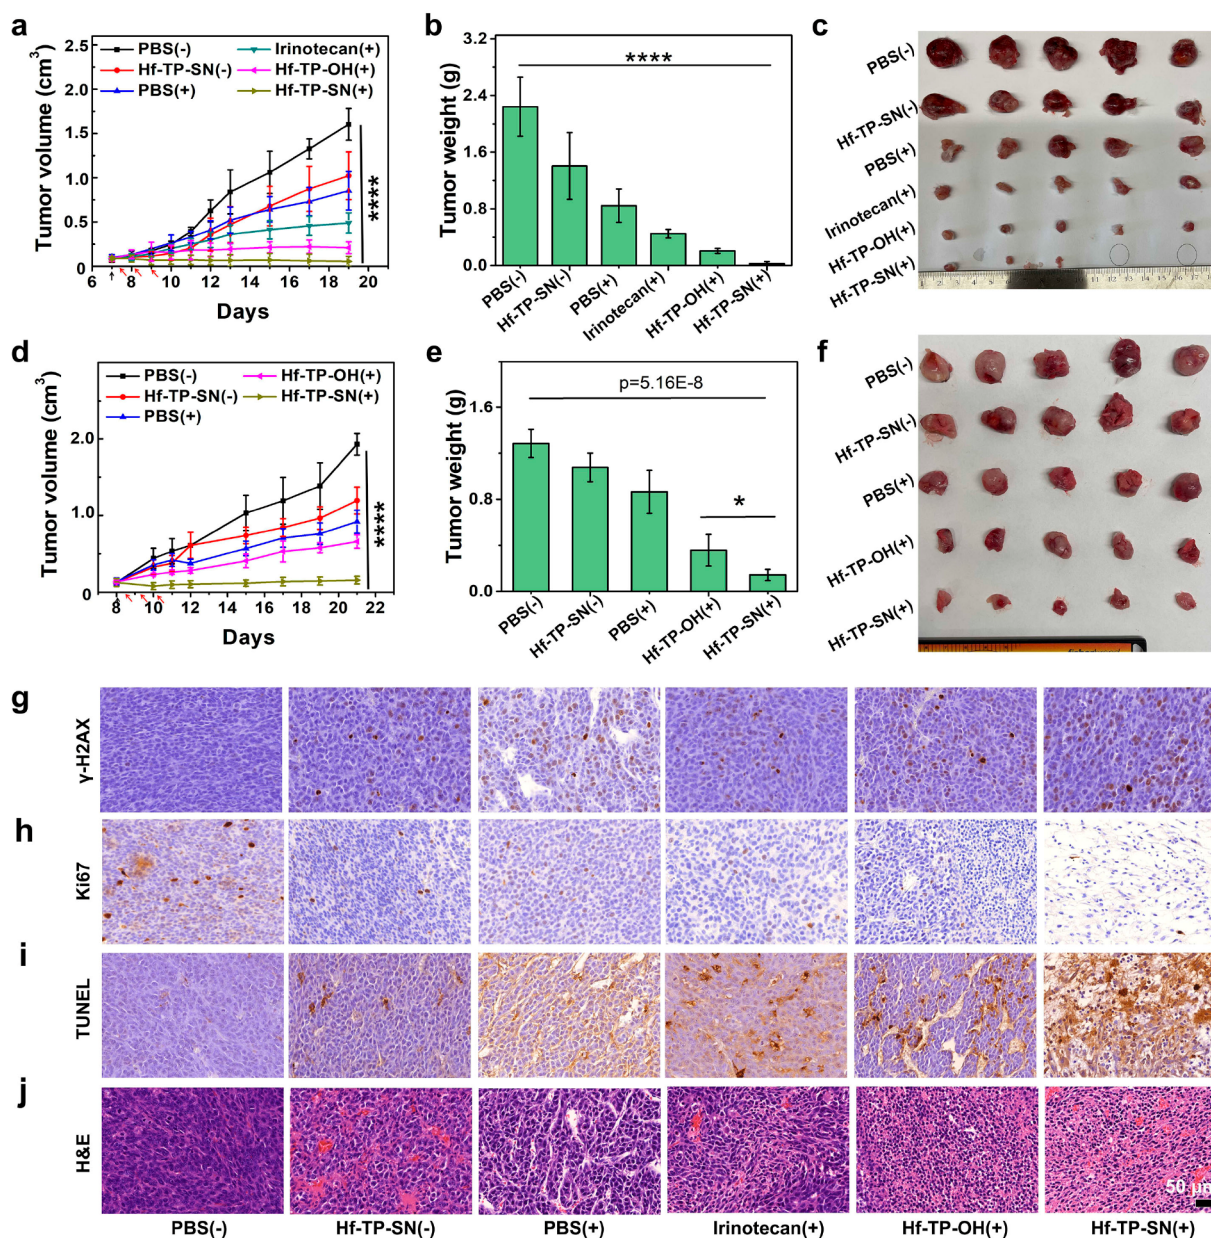 a
Tumor volume (cm³)
2.5
2.0
1.5
1.0
0.5
0.0
6 8 10 12 14 16 18 20
Days
PBS(-)
Hf-TP-SN(-)
PBS(+)
Irinotecan(+)
Hf-TP-OH(+)
Hf-TP-SN(+)
****
b
Tumor weight (g)
3.2
2.4
1.6
0.8
0.0
****
PBS(-)
Hf-TP-SN(-)
PBS(+)
Irinotecan(+)
Hf-TP-OH(+)
Hf-TP-SN(+)
c
PBS(-)
Hf-TP-SN(-)
PBS(+)
Irinotecan(+)
Hf-TP-OH(+)
Hf-TP-SN(+)
d
Tumor volume (cm³)
2.0
1.0
0.0
8 10 12 14 16 18 20 22
Days
PBS(-)
Hf-TP-SN(-)
PBS(+)
Hf-TP-OH(+)
Hf-TP-SN(+)
****
e
Tumor weight (g)
1.6
0.8
0.0
p=5.16E-8
*
PBS(-)
Hf-TP-SN(-)
PBS(+)
Hf-TP-OH(+)
Hf-TP-SN(+)
f
PBS(-)
Hf-TP-SN(-)
PBS(+)
Hf-TP-OH(+)
Hf-TP-SN(+)
g
γ-H2AX
h
Ki67
i
TUNEL
j
H&E
50 μm
PBS(-) Hf-TP-SN(-) PBS(+) Irinotecan(+) Hf-TP-OH(+) Hf-TP-SN(+)